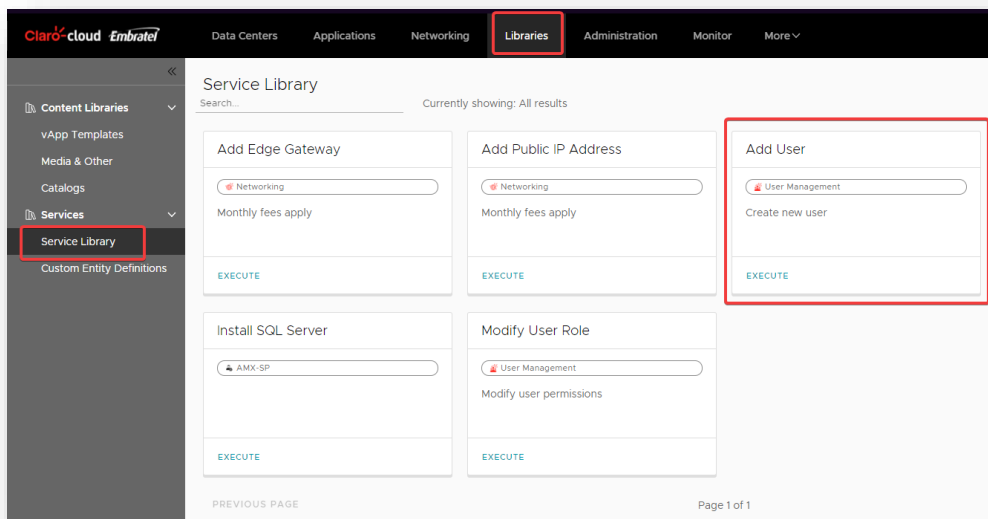 Claro-cloud Embratel
Data Centers Applications Networking Libraries Administration Monitor More
Content Libraries
vApp Templates
Media & Other
Catalogs
Services
Service Library
Custom Entity Definitions
Service Library
Search...
Currently showing: All results
Add Edge Gateway
Networking
Monthly fees apply
EXECUTE
Add Public IP Address
Networking
Monthly fees apply
EXECUTE
Add User
User Management
Create new user
EXECUTE
Install SQL Server
AMX-SP
EXECUTE
Modify User Role
User Management
Modify user permissions
EXECUTE
PREVIOUS PAGE
Page 1 of 1